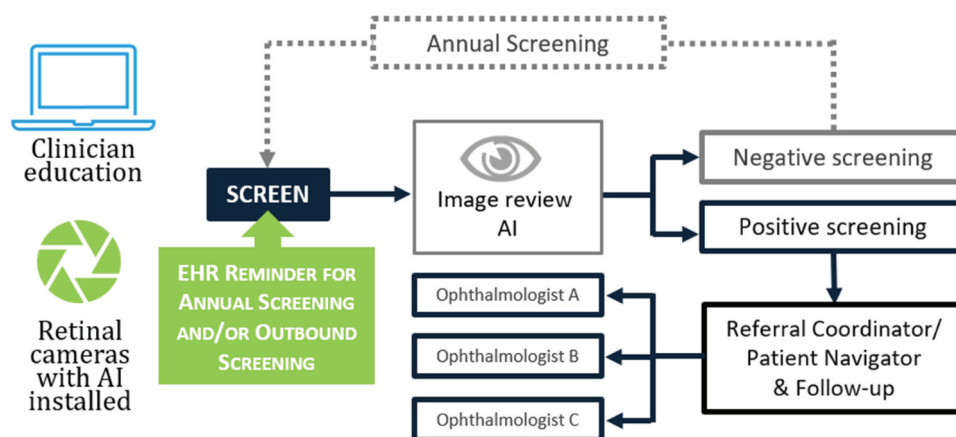 Annual Screening
Clinician
education
SCREEN
Image review
AI
Negative screening
Positive screening
EHR REMINDER FOR
ANNUAL SCREENING
AND/OR OUTBOUND
SCREENING
Retinal
cameras
with AI
installed
Ophthalmologist A
Ophthalmologist B
Ophthalmologist C
Referral Coordinator/
Patient Navigator
& Follow-up